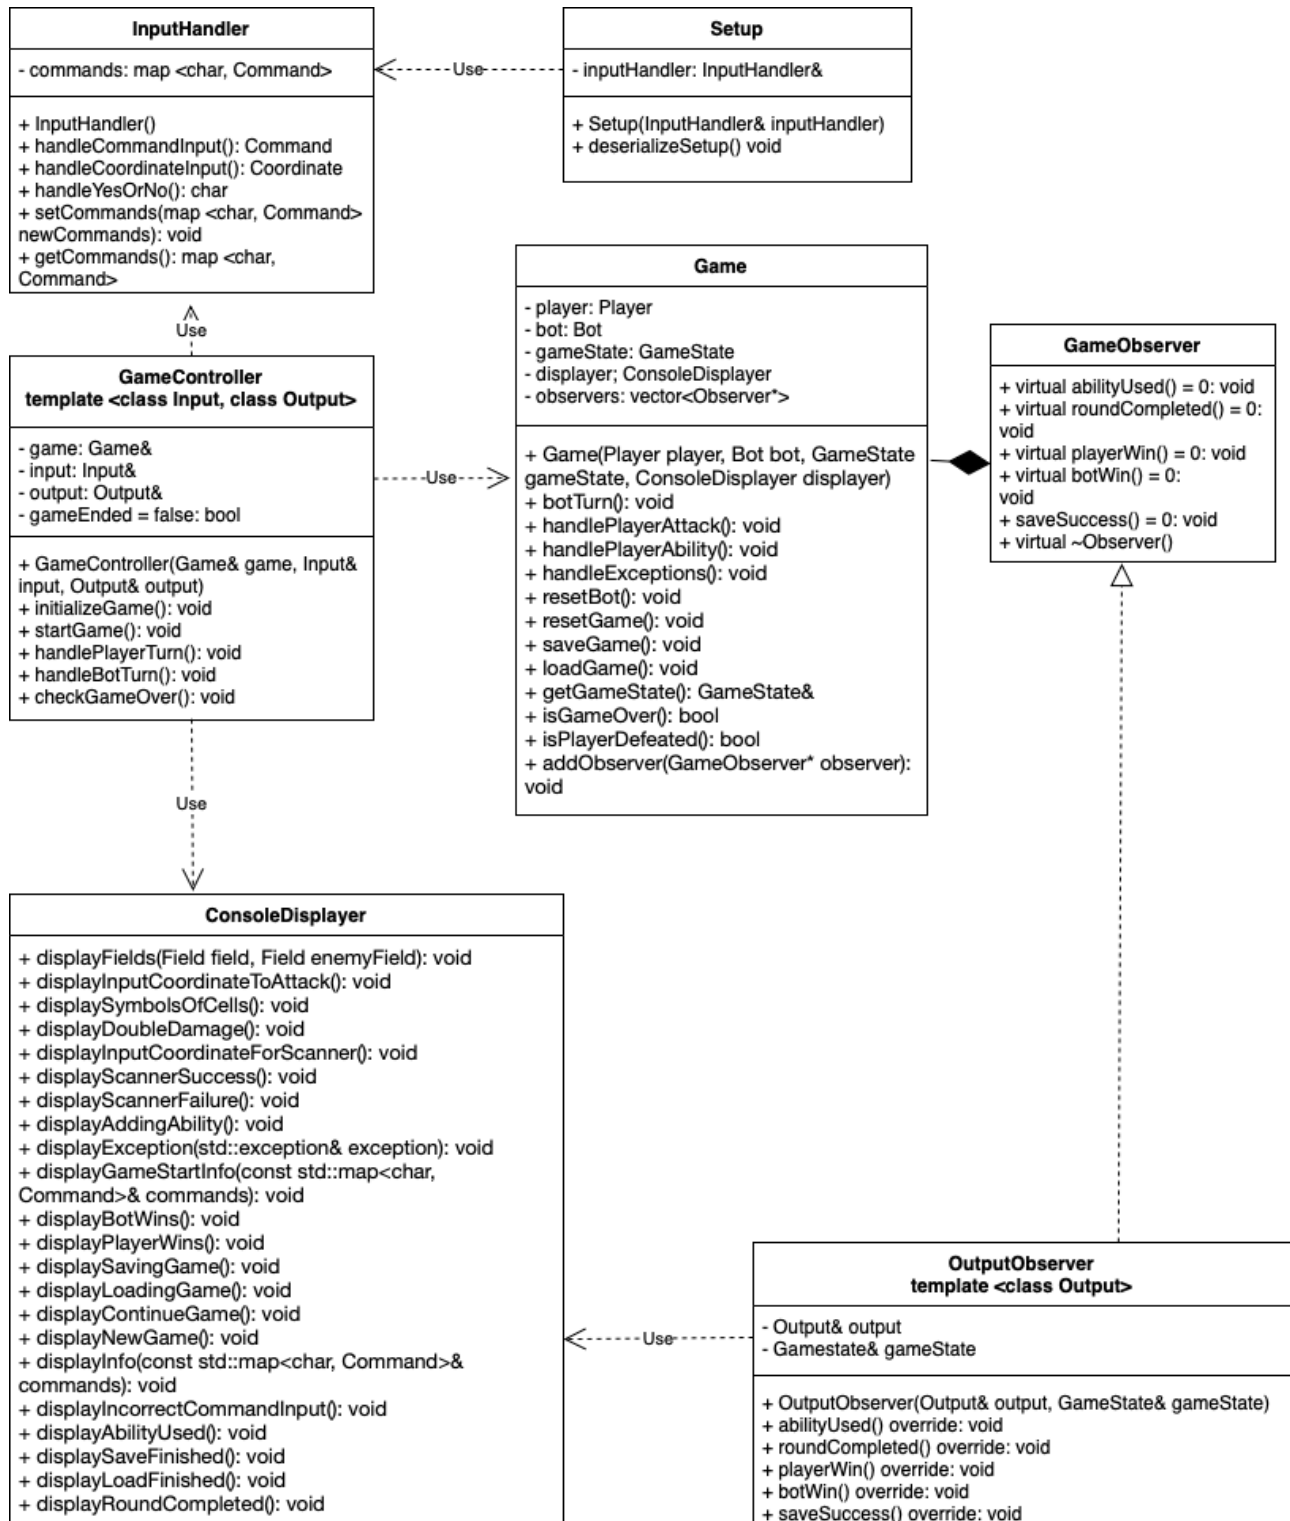 InputHandler
- commands: map <char, Command>
+ InputHandler()
+ handleCommandInput(): Command
+ handleCoordinateInput(): Coordinate
+ handleYesOrNo(): char
+ setCommands(map <char, Command>
newCommands): void
+ getCommands(): map <char,
Command>
Use
Setup
- inputHandler: InputHandler&
+ Setup(InputHandler& inputHandler)
+ deserializeSetup() void
Use
GameController
template <class Input, class Output>
- game: Game&
- input: Input&
- output: Output&
- gameEnded = false: bool
+ GameController(Game& game, Input&
input, Output& output)
+ initializeGame(): void
+ startGame(): void
+ handlePlayerTurn(): void
+ handleBotTurn(): void
+ checkGameOver(): void
Use
Game
- player: Player
- bot: Bot
- gameState: GameState
- displayer; ConsoleDisplayer
- observers: vector<Observer*>
+ Game(Player player, Bot bot, GameState
gameState, ConsoleDisplayer displayer)
+ botTurn(): void
+ handlePlayerAttack(): void
+ handlePlayerAbility(): void
+ handleExceptions(): void
+ resetBot(): void
+ resetGame(): void
+ saveGame(): void
+ loadGame(): void
+ getGameState(): GameState&
+ isGameOver(): bool
+ isPlayerDefeated(): bool
+ addObserver(GameObserver* observer):
void
GameObserver
+ virtual abilityUsed() = 0: void
+ virtual roundCompleted() = 0:
void
+ virtual playerWin() = 0: void
+ virtual botWin() = 0:
void
+ saveSuccess() = 0: void
+ virtual ~Observer()
Use
ConsoleDisplayer
+ displayFields(Field field, Field enemyField): void
+ displayInputCoordinateToAttack(): void
+ displaySymbolsOfCells(): void
+ displayDoubleDamage(): void
+ displayInputCoordinateForScanner(): void
+ displayScannerSuccess(): void
+ displayScannerFailure(): void
+ displayAddingAbility(): void
+ displayException(std::exception& exception): void
+ displayGameStartInfo(const std::map<char,
Command>& commands): void
+ displayBotWins(): void
+ displayPlayerWins(): void
+ displaySavingGame(): void
+ displayLoadingGame(): void
+ displayContinueGame(): void
+ displayNewGame(): void
+ displayInfo(const std::map<char, Command>&
commands): void
+ displayIncorrectCommandInput(): void
+ displayAbilityUsed(): void
+ displaySaveFinished(): void
+ displayLoadFinished(): void
+ displayRoundCompleted(): void
Use
OutputObserver
template <class Output>
- Output& output
- Gamestate& gameState
+ OutputObserver(Output& output, GameState& gameState)
+ abilityUsed() override: void
+ roundCompleted() override: void
+ playerWin() override: void
+ botWin() override: void
+ saveSuccess() override: void